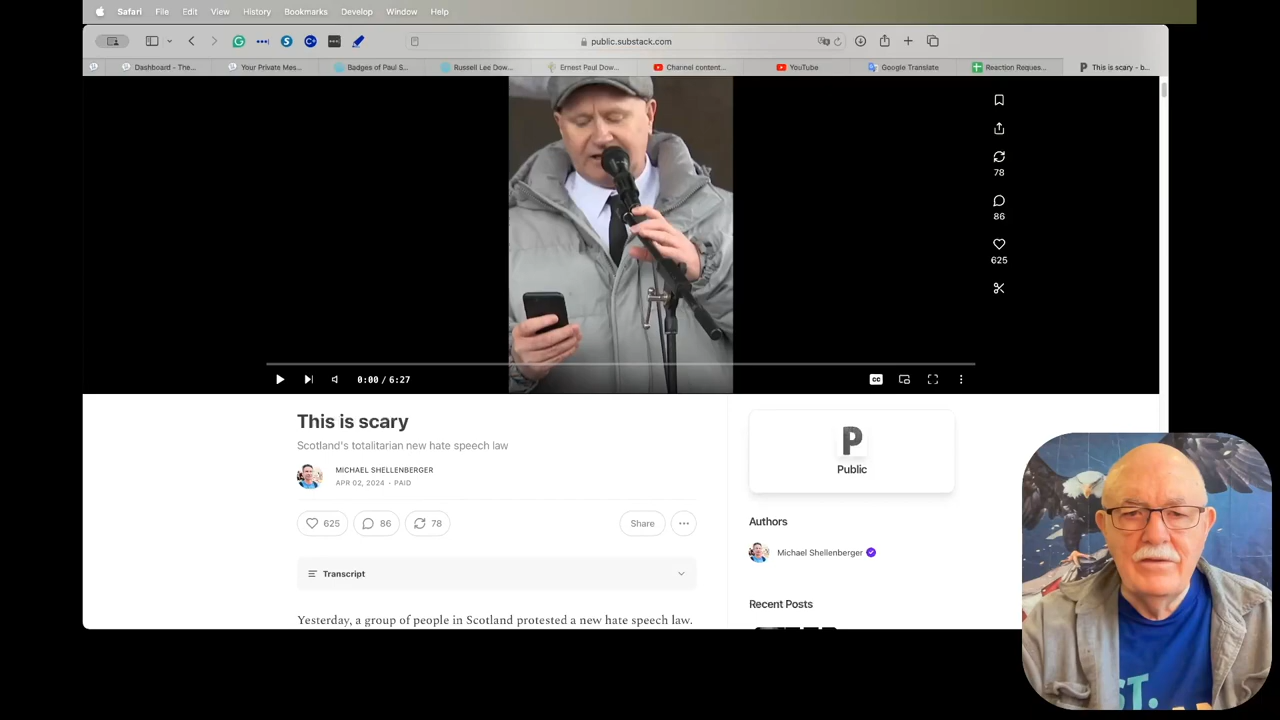 Safari File Edit View History Bookmarks Develop Window Help
public.substack.com
Dashboard - The... Your Private Mes... Badges of Paul S... Russell Lee Dow... Ernest Paul Dow... Channel content... YouTube Google Translate Reaction Reques... This is scary - b...
78
86
625
0:00 / 6:27
CC
This is scary
Scotland's totalitarian new hate speech law
MICHAEL SHELLENBERGER
APR 02, 2024 • PAID
625 86 78 Share
Transcript
Yesterday, a group of people in Scotland protested a new hate speech law.
P
Public
Authors
Michael Shellenberger
Recent Posts
ST.